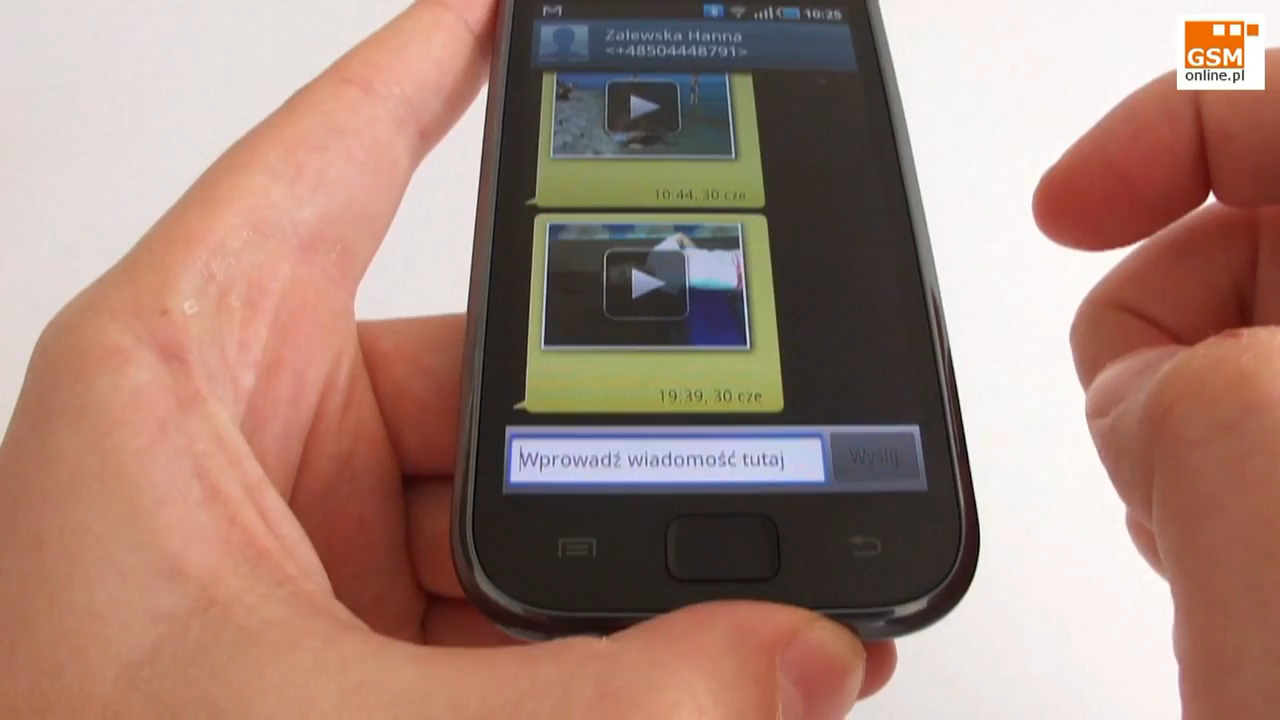 10:25
GSM
online.pl
Zalewska Hanna
<+48504448791>
10:44, 30 cze
19:39, 30 cze
Wprowadź wiadomość tutaj
Wyślij